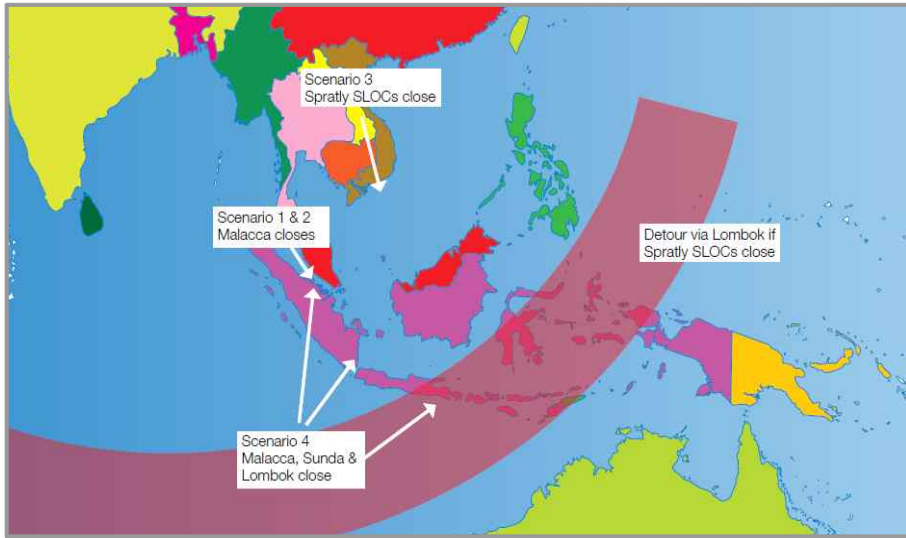 Scenario 3
Spratly SLOCs close
Scenario 1 & 2
Malacca closes
Detour via Lombok if
Spratly SLOCs close
Scenario 4
Malacca, Sunda &
Lombok close